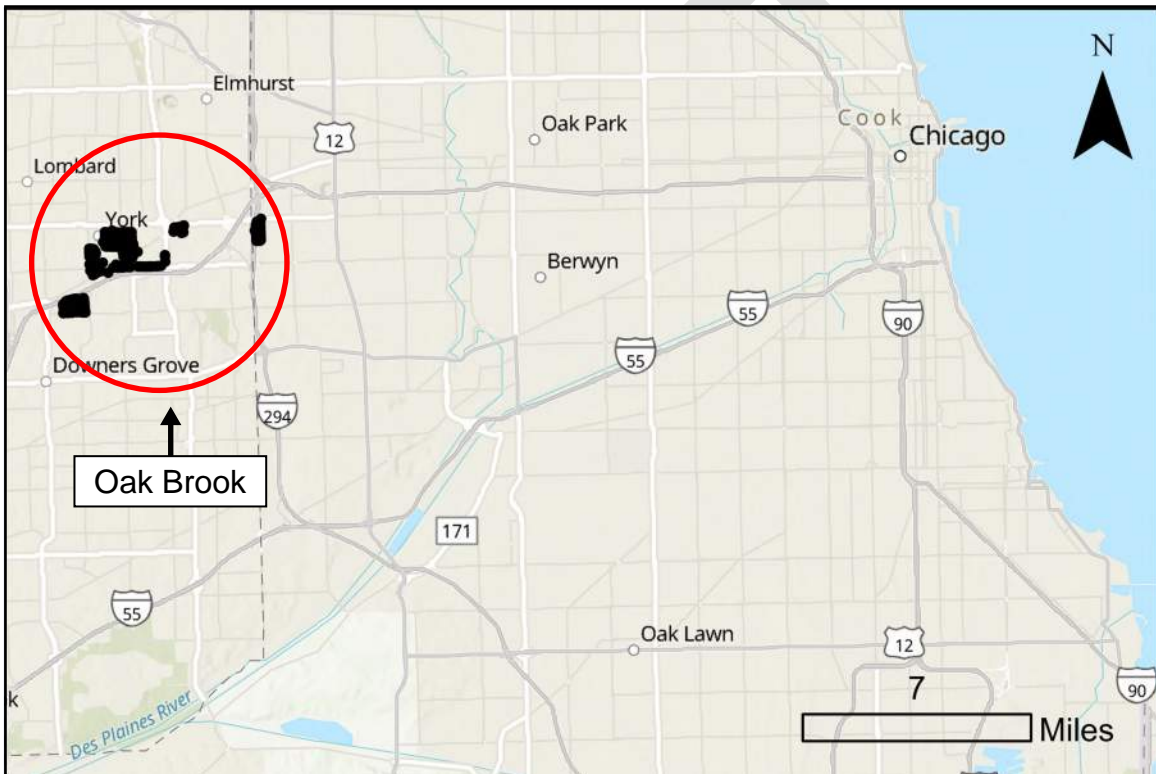 N
Elmhurst
Cook
Oak Park
12
Chicago
Lombard
York
Berwyn
55
90
55
Downers Grove
294
Oak Brook
171
55
Oak Lawn
12
7
90
k
Miles
Des Plaines River